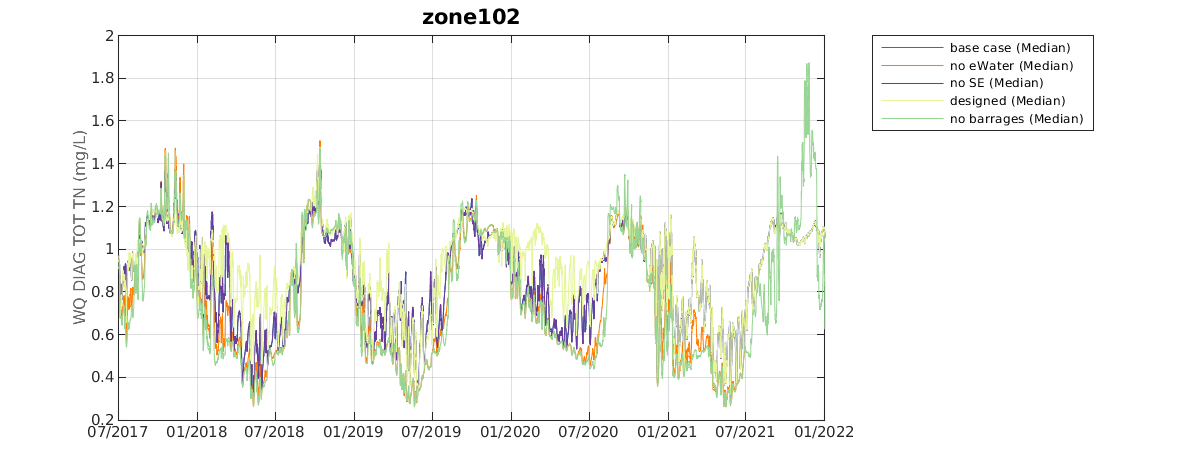 zone102
WQ DIAG TOT TN (mg/L)
2
1.8
1.6
1.4
1.2
1
0.8
0.6
0.4
0.2
07/2017 01/2018 07/2018 01/2019 07/2019 01/2020 07/2020 01/2021 07/2021 01/2022
base case (Median)
no eWater (Median)
no SE (Median)
designed (Median)
no barrages (Median)